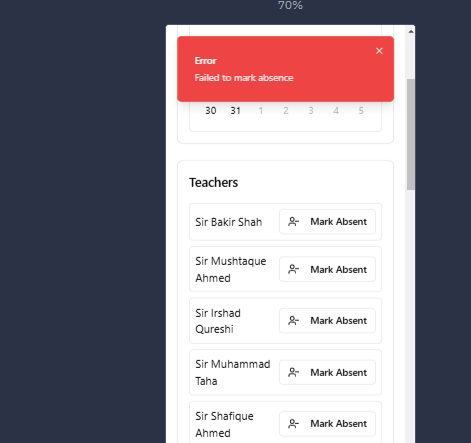 70%
Error
Failed to mark absence
30 31 1 2 3 4 5
Teachers
Sir Bakir Shah
Mark Absent
Sir Mushtaque
Ahmed
Mark Absent
Sir Irshad
Qureshi
Mark Absent
Sir Muhammad
Taha
Mark Absent
Sir Shafique
Ahmed
Mark Absent